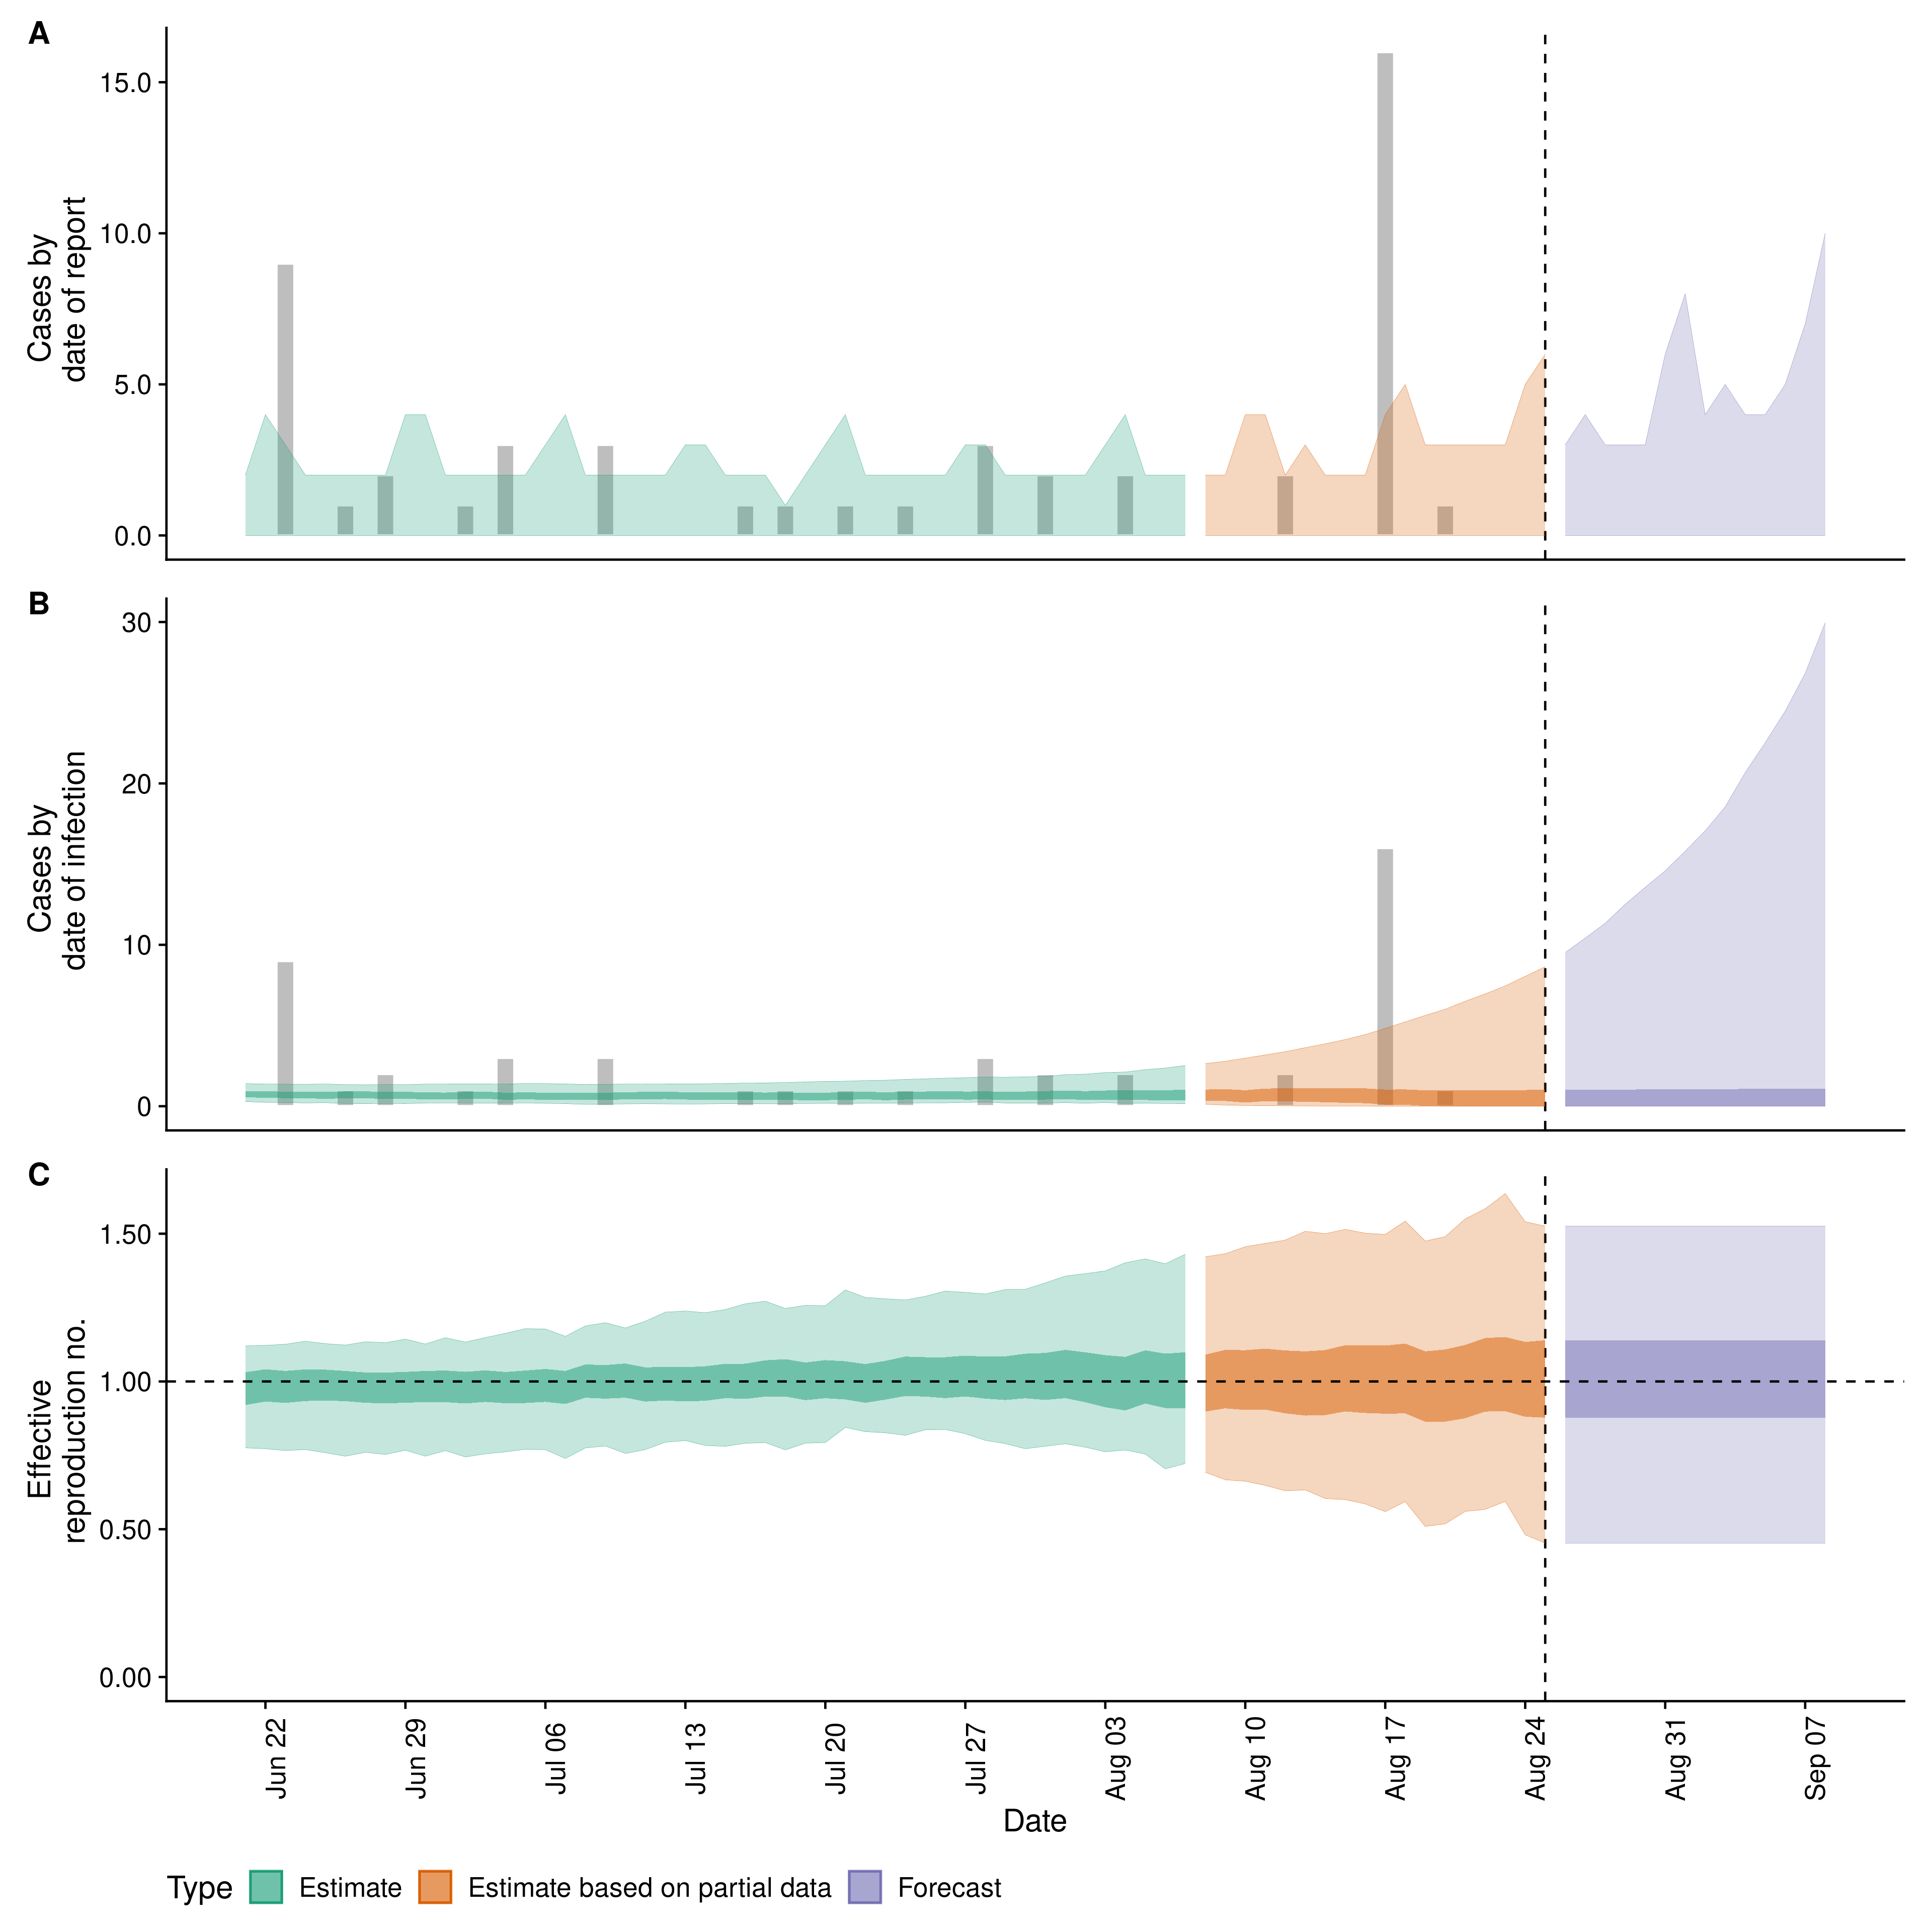 A
Cases by
date of report
15.0
10.0
5.0
0.0
B
Cases by
date of infection
30
20
10
0
C
Effective
reproduction no.
1.50
1.00
0.50
0.00
Jun 22
Jun 29
Jul 06
Jul 13
Jul 20
Jul 27
Aug 03
Aug 10
Aug 17
Aug 24
Aug 31
Sep 07
Date
Type
Estimate
Estimate based on partial data
Forecast